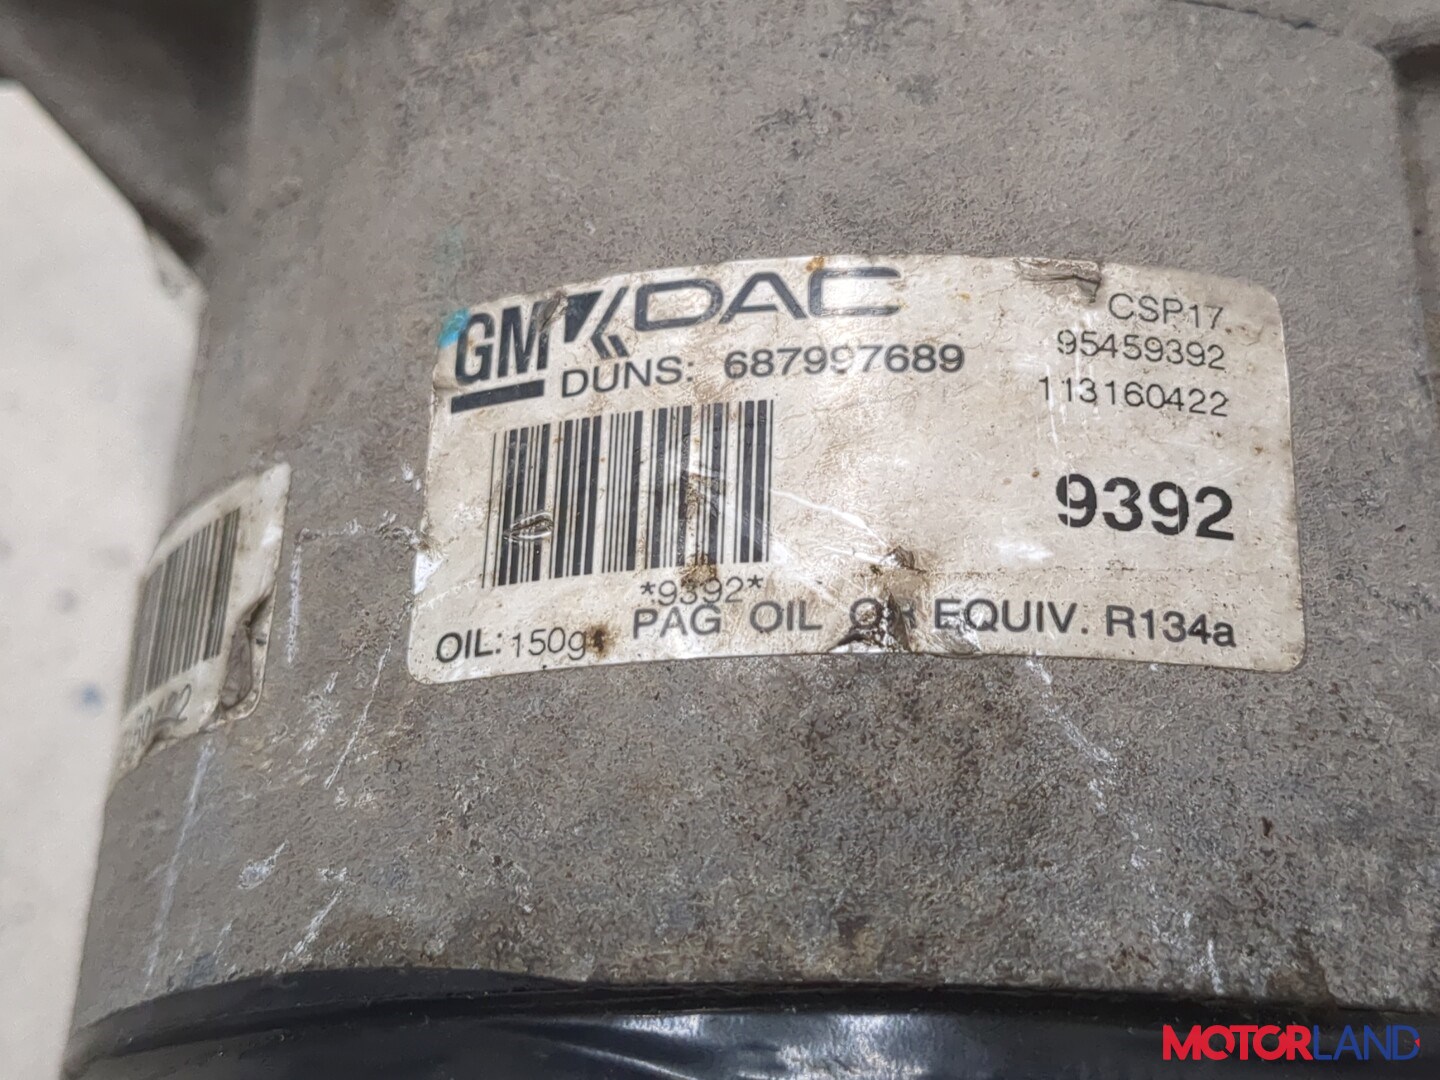 GM DAC
DUNS: 687997689
CSP17
95459392
113160422
9392
*9392*
OIL: 150g PAG OIL OR EQUIV. R134a
MOTORLAND